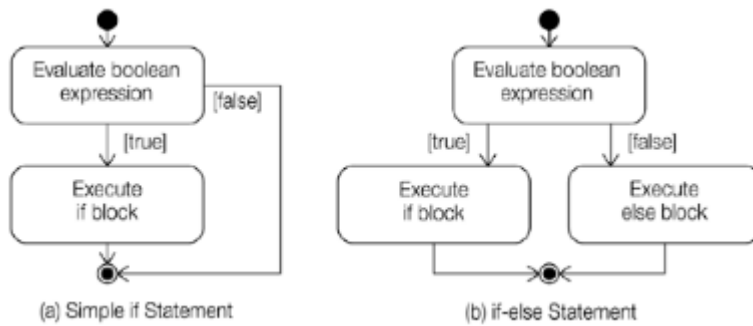 Evaluate boolean
expression
[false]
[true]
Execute
if block
(a) Simple if Statement
Evaluate boolean
expression
[true]
[false]
Execute
if block
Execute
else block
(b) if-else Statement